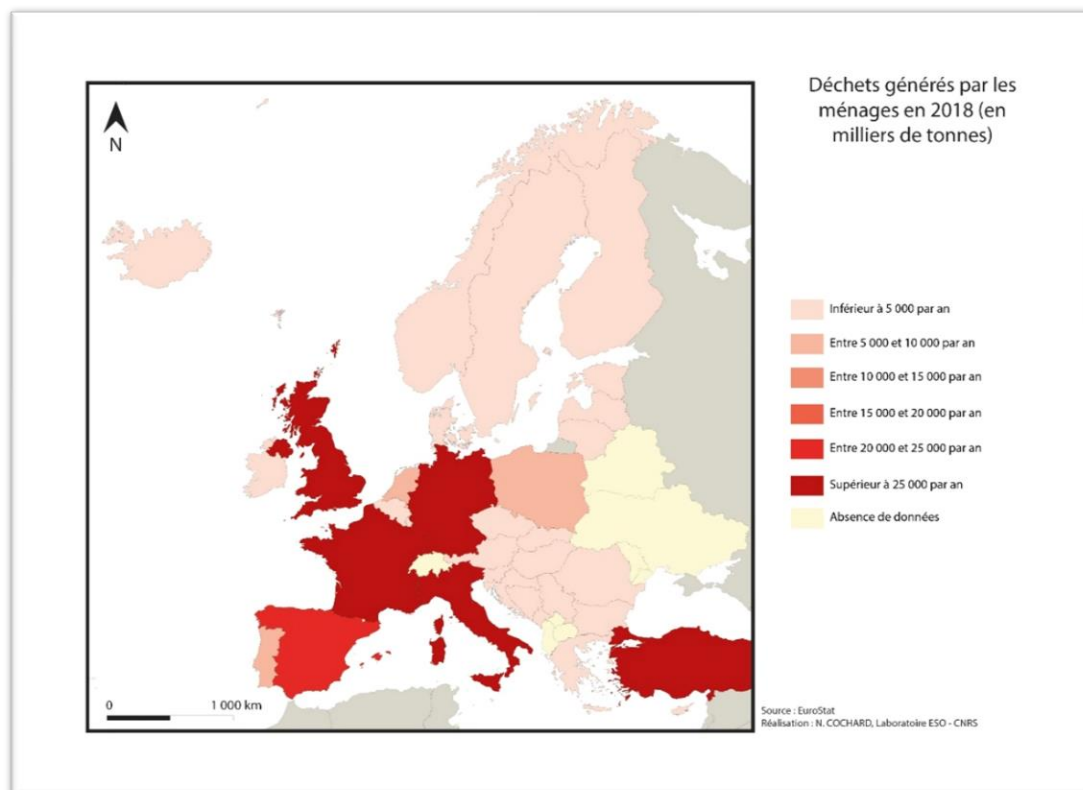 Déchets générés par les
ménages en 2018 (en
milliers de tonnes)
N
Inférieur à 5 000 par an
Entre 5 000 et 10 000 par an
Entre 10 000 et 15 000 par an
Entre 15 000 et 20 000 par an
Entre 20 000 et 25 000 par an
Supérieur à 25 000 par an
Absence de données
0 1 000 km
Source : EuroStat
Réalisation : N. COCHARD, Laboratoire ESO - CNRS